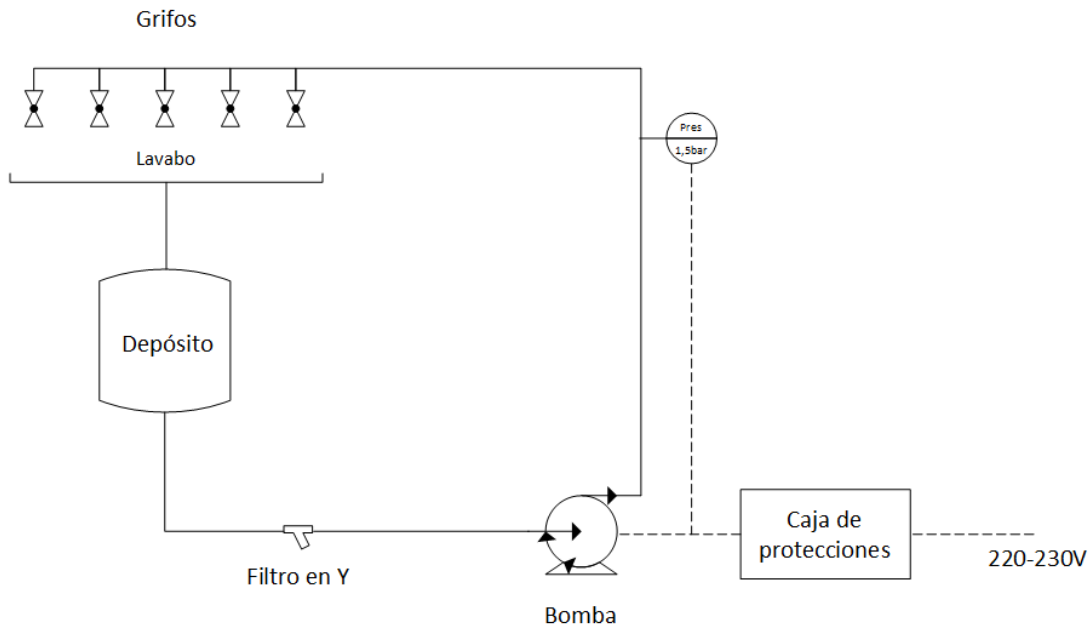 Grifos
Pres
1,5bar
Lavabo
Depósito
Caja de
protecciones
220-230V
Filtro en Y
Bomba